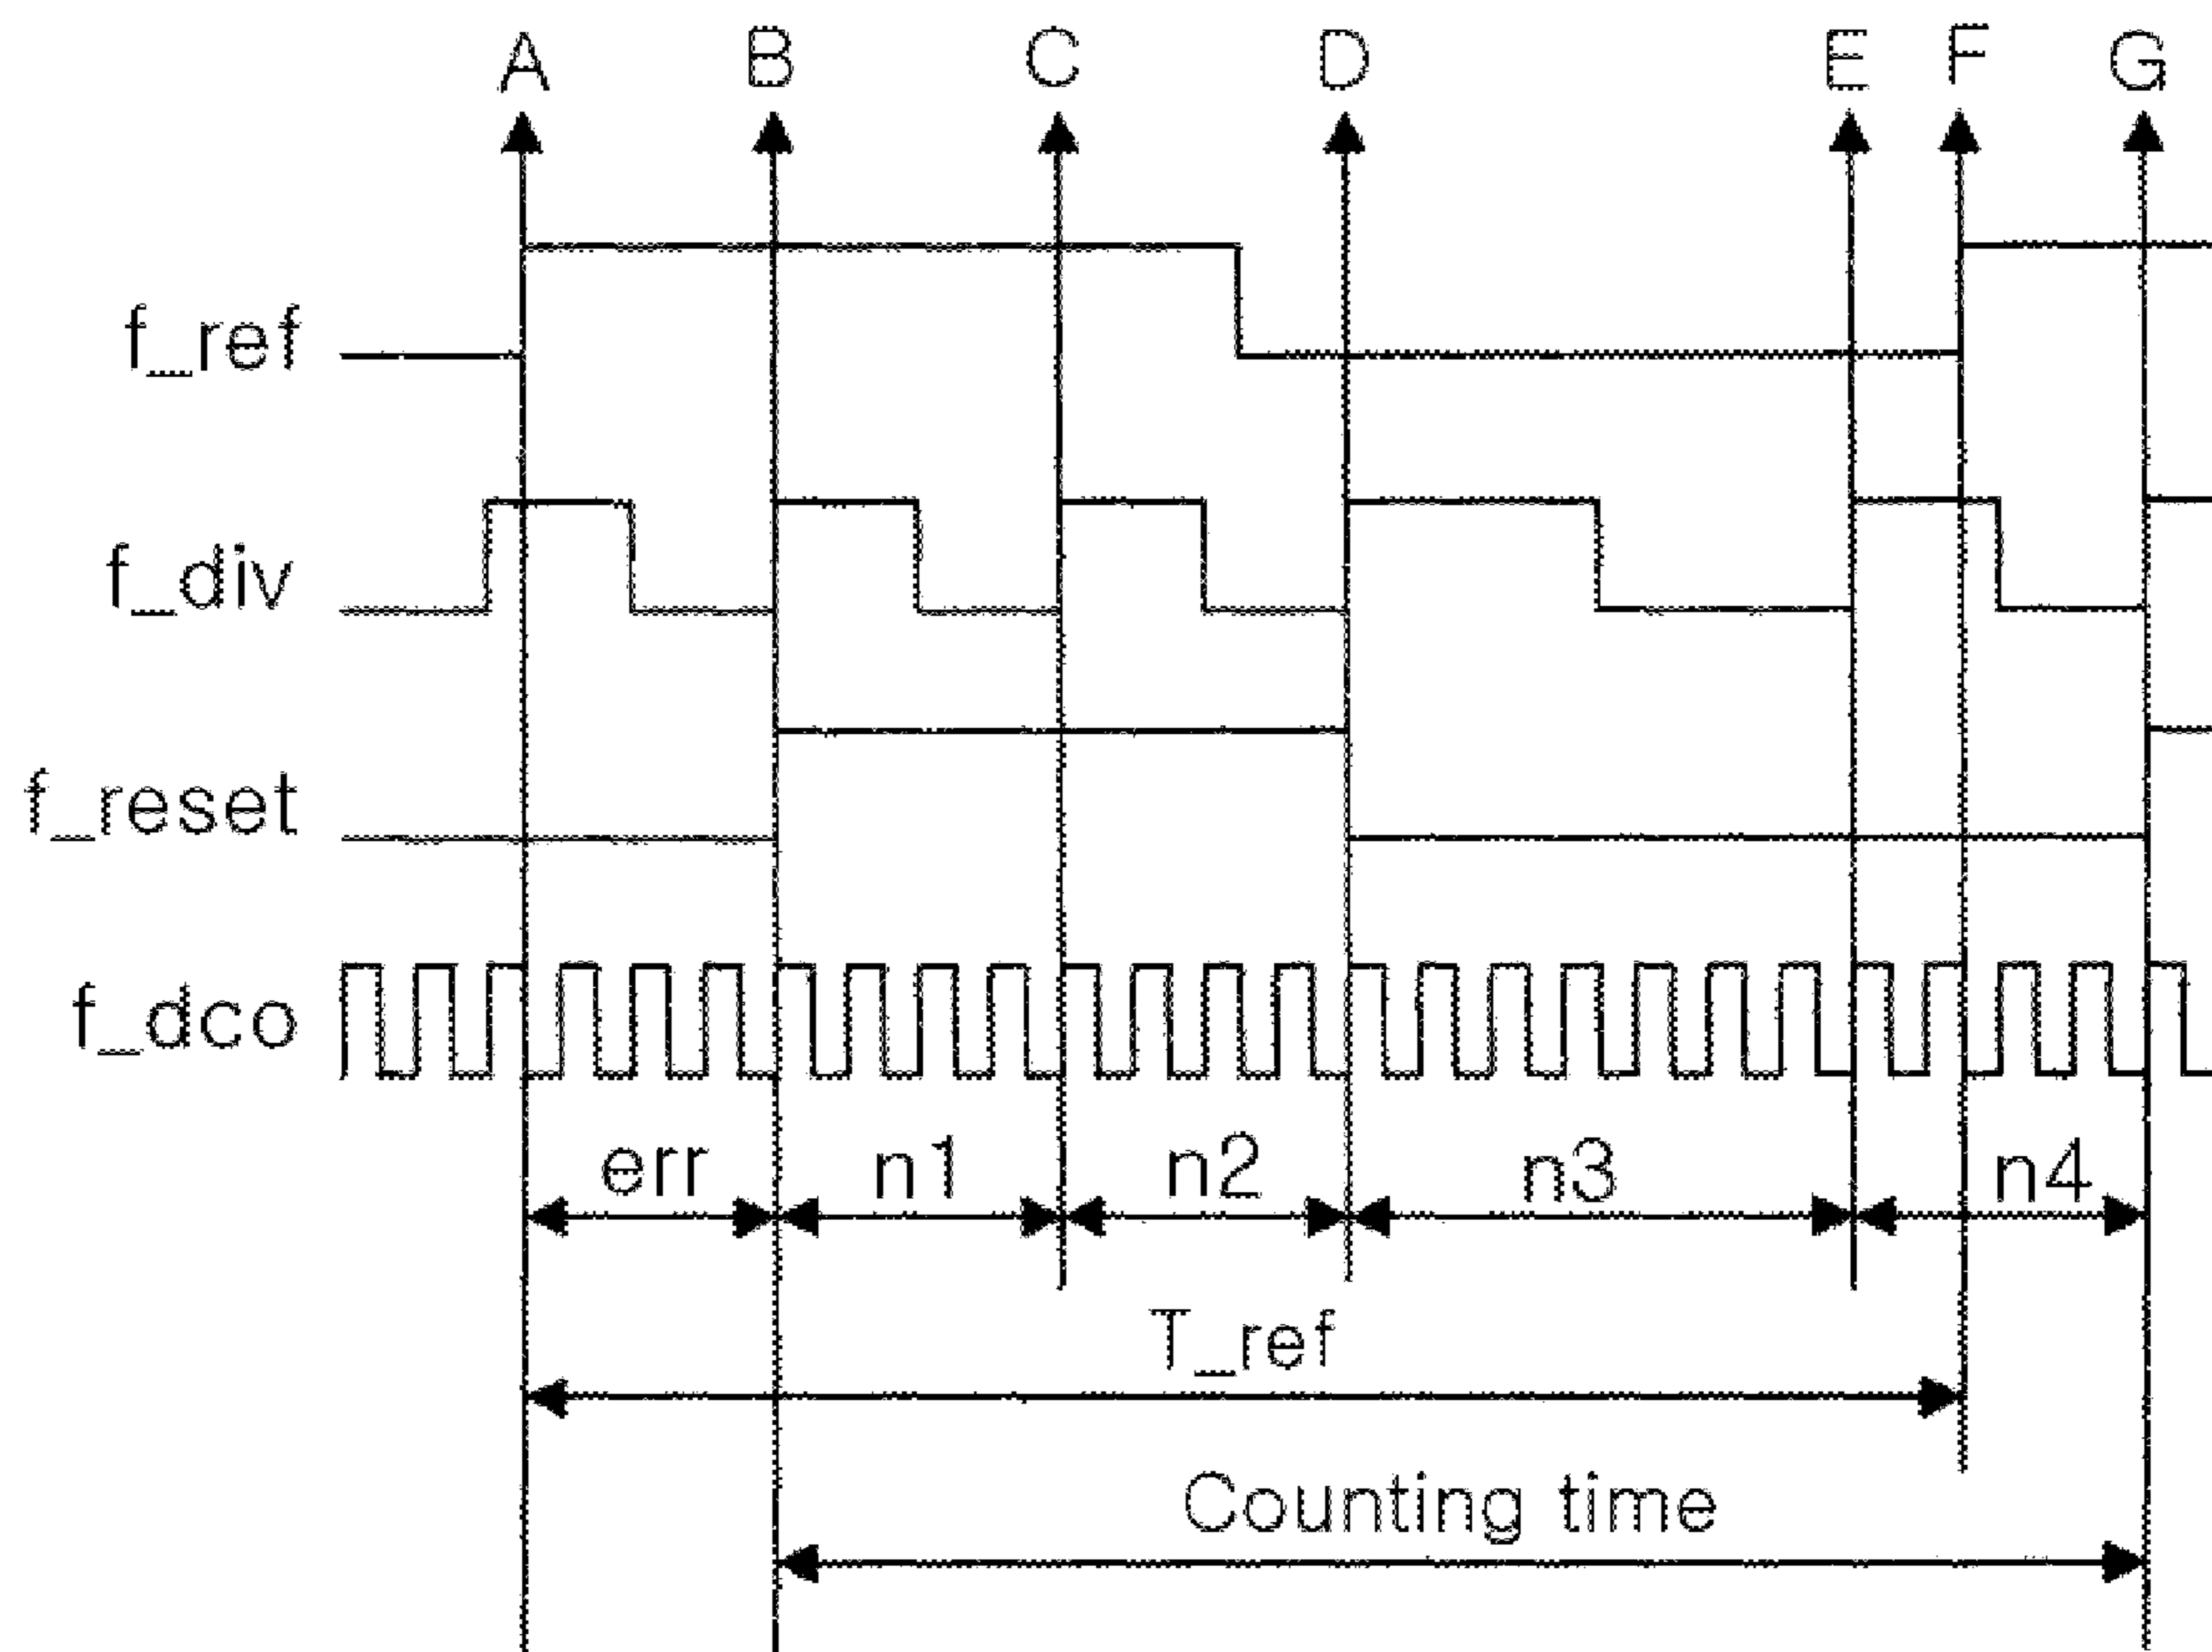 A B C D E F G
f_ref
f_div
f_reset
f_dco
err n1 n2 n3 n4
T_ref
Counting time